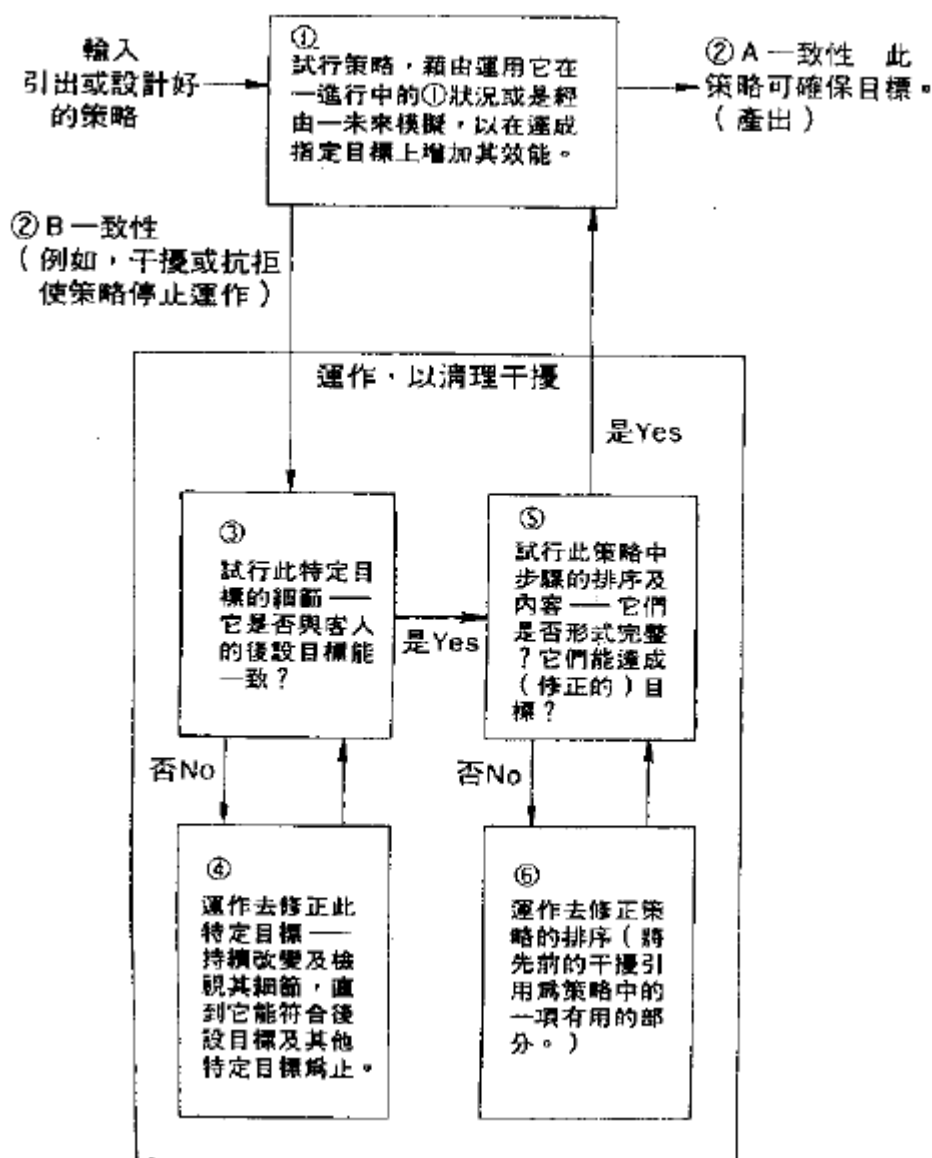 輸入
引出或設計好
的策略
①
試行策略，藉由運用它在
一進行中的①狀況或是經
由一未來模擬，以在達成
指定目標上增加其效能。
②A一致性 此
策略可確保目標。
（產出）
②B一致性
（例如，干擾或抗拒
使策略停止運作）
運作，以清理干擾
是Yes
③
試行此特定目
標的細節——
它是否與客人
的後設目標能
一致？
是Yes
⑤
試行此策略中
步驟的排序及
內容——它們
是否形式完整
？它們能達成
（修正的）目
標？
否No
否No
④
運作去修正此
特定目標——
持續改變及檢
視其細節，直
到它能符合後
設目標及其他
特定目標為止。
⑥
運作去修正策
略的排序（將
先前的干擾引
用為策略中的
一項有用的部
分。）